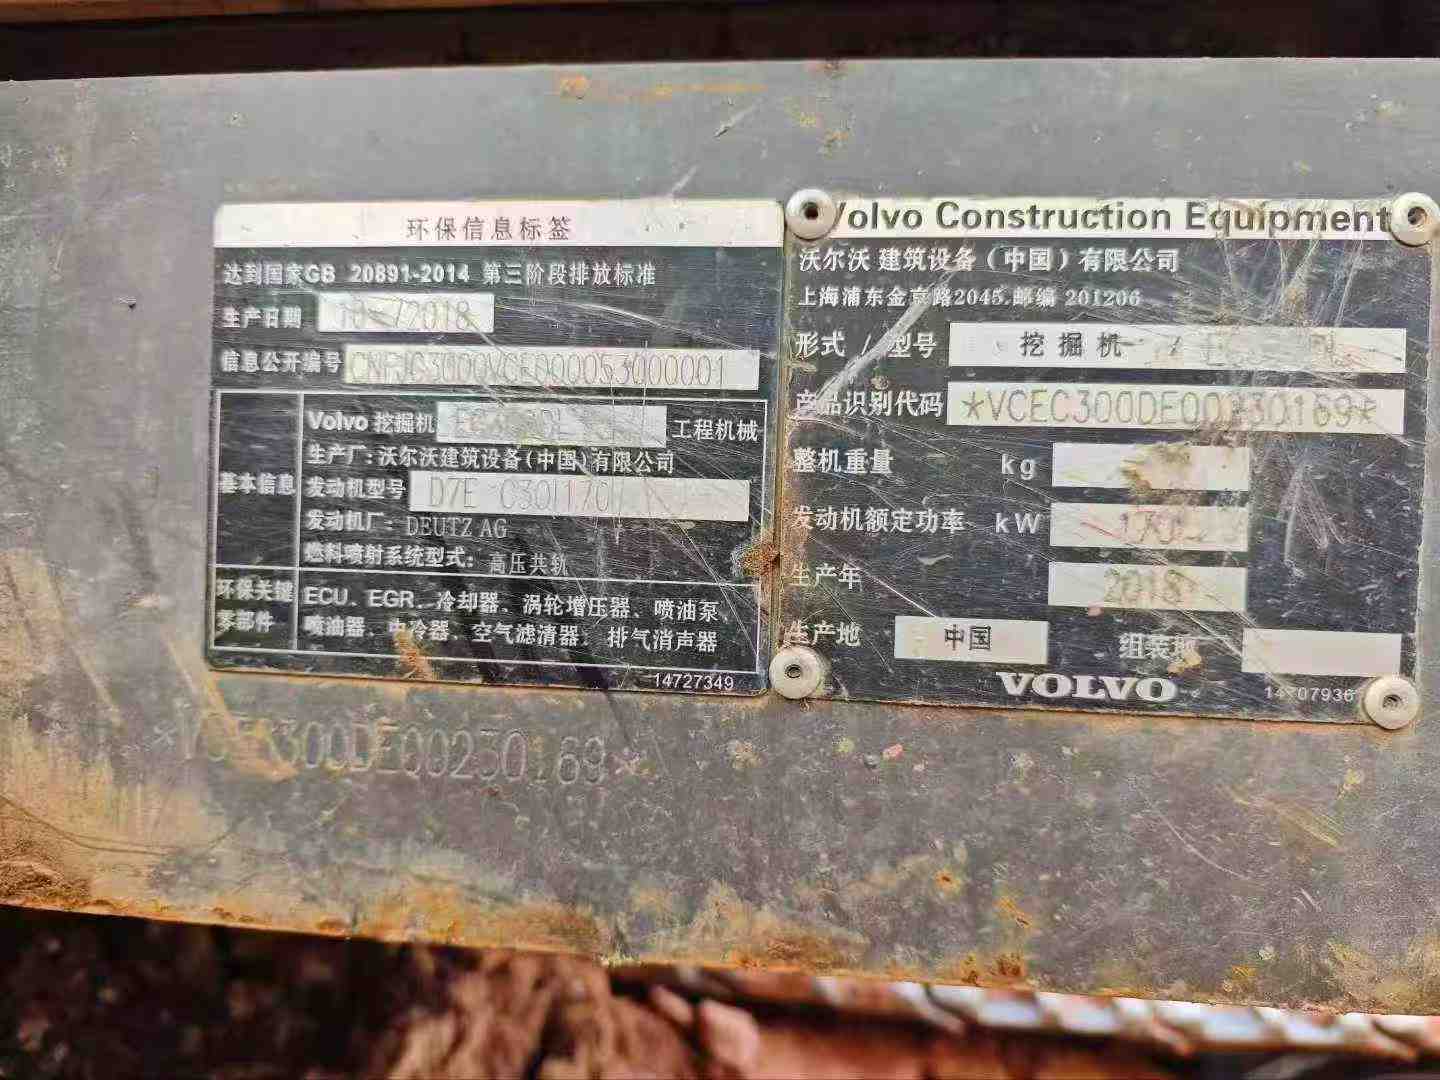 环保信息标签
达到国家GB 20891-2014 第三阶段排放标准
生产日期 10 /2018
信息公开编号
Volvo 挖掘机 工程机械
生产厂:沃尔沃建筑设备(中国)有限公司
基本信息
发动机型号 D7E C30I170
发动机厂: DEUTZ AG
燃料喷射系统型式: 高压共轨
环保关键
零部件
ECU、EGR、冷却器、涡轮增压器、喷油泵、
喷油器、中冷器、空气滤清器、排气消声器
14727349
Volvo Construction Equipment
沃尔沃 建筑设备(中国)有限公司
上海浦东金京路2045.邮编 201206
形式 / 型号 挖掘机 /
产品识别代码 *VCEC300DE00230169*
整机重量 kg
发动机额定功率 kW
生产年 2018
生产地 中国 组装地
VOLVO
*VCEC300DE00230169*